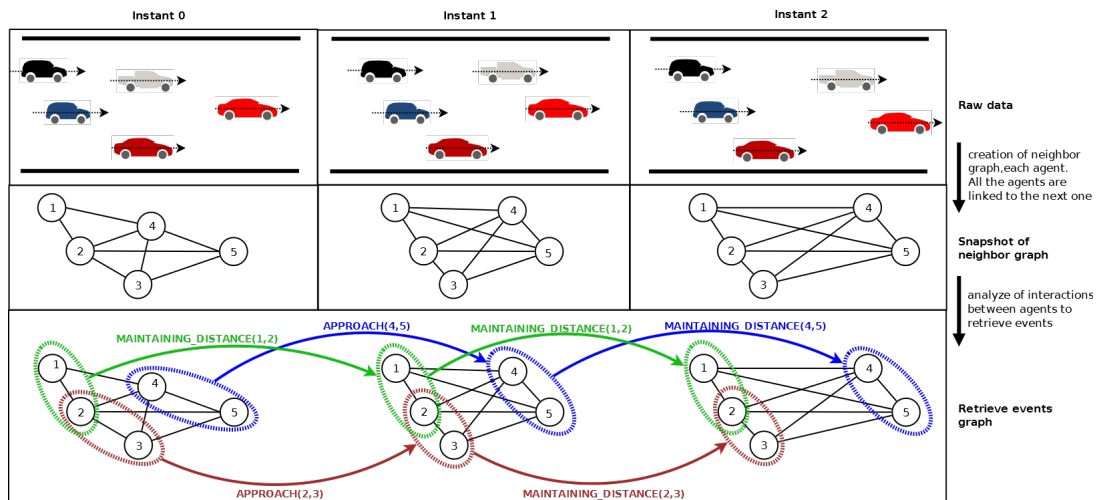 Instant 0
Instant 1
Instant 2
Raw data
creation of neighbor
graph,each agent.
All the agents are
linked to the next one
1
2
3
4
5
1
2
3
4
5
1
2
3
4
5
Snapshot of
neighbor graph
analyze of interactions
between agents to
retrieve events
APPROACH(4,5)
MAINTAINING_DISTANCE(1,2)
MAINTAINING_DISTANCE(1,2)
MAINTAINING_DISTANCE(4,5)
1
2
3
4
5
1
2
3
4
5
1
2
3
4
5
Retrieve events
graph
APPROACH(2,3)
MAINTAINING_DISTANCE(2,3)